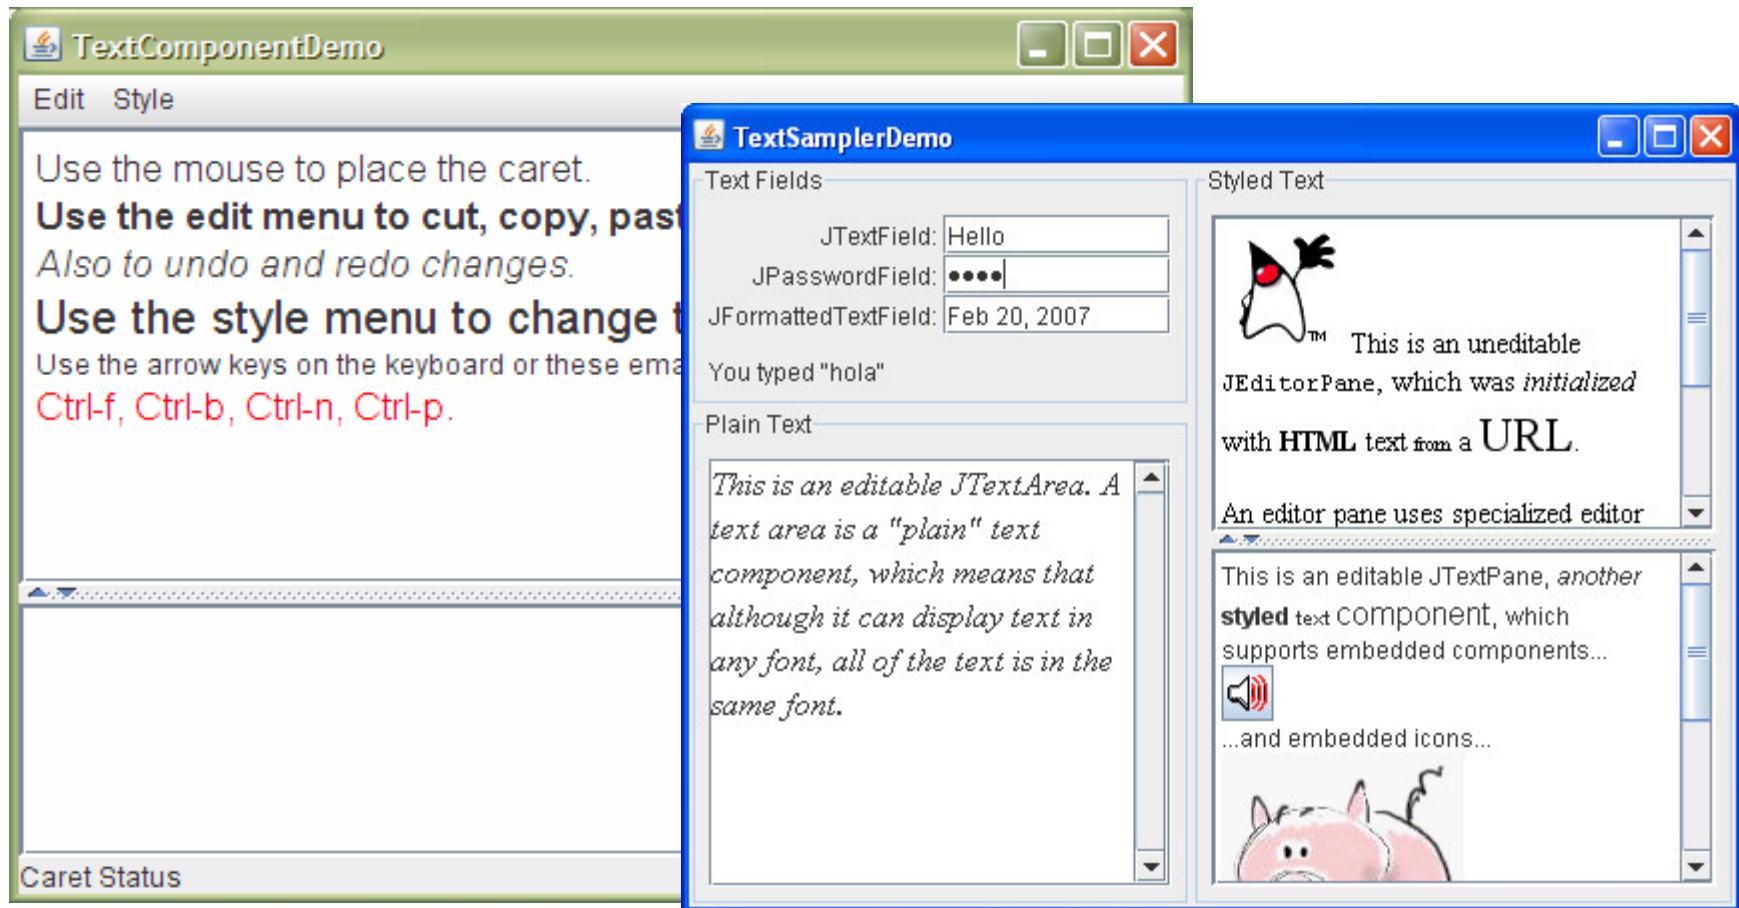 TextComponentDemo
Edit Style
Use the mouse to place the caret.
Use the edit menu to cut, copy, past
Also to undo and redo changes.
Use the style menu to change t
Use the arrow keys on the keyboard or these ema
Ctrl-f, Ctrl-b, Ctrl-n, Ctrl-p.
Caret Status
TextSamplerDemo
Text Fields
JTextField: Hello
JPasswordField: ●●●●
JFormattedTextField: Feb 20, 2007
You typed "hola"
Plain Text
This is an editable JTextArea. A
text area is a "plain" text
component, which means that
although it can display text in
any font, all of the text is in the
same font.
Styled Text
TM This is an uneditable
JEditorPane, which was initialized
with HTML text from a URL.
An editor pane uses specialized editor
This is an editable JTextPane, another
styled text component, which
supports embedded components...
...and embedded icons...